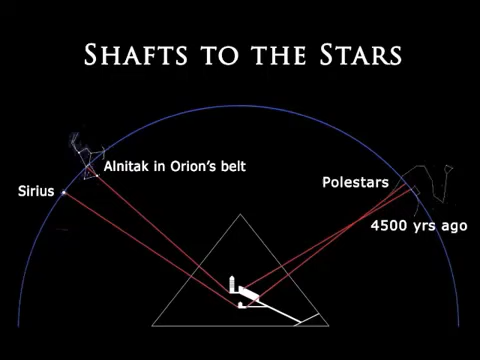 SHAFTS TO THE STARS
Alnitak in Orion's belt
Sirius
Polestars
4500 yrs ago